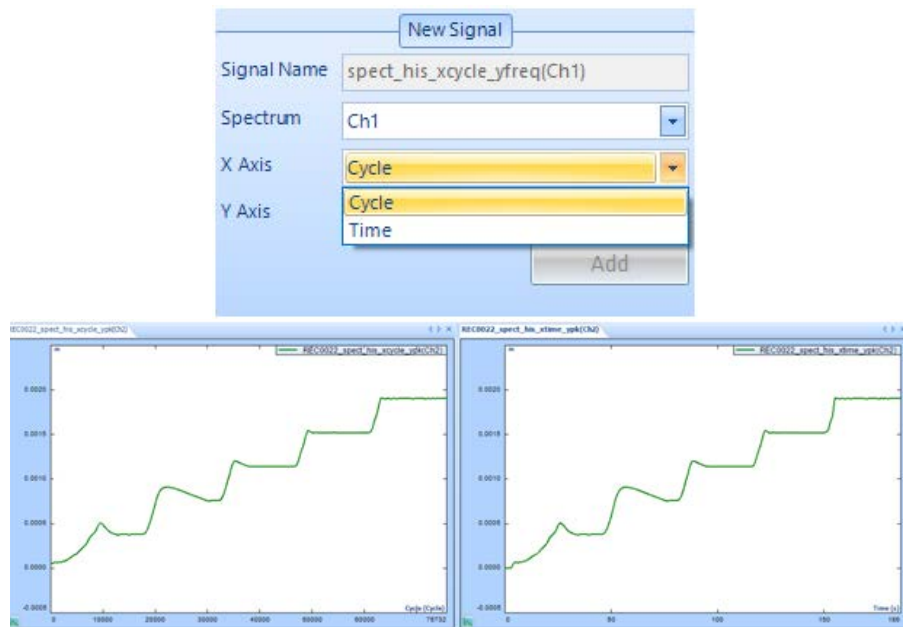 New Signal
Signal Name spect_his_xcycle_yfreq(Ch1)
Spectrum Ch1
X Axis Cycle
Cycle
Y Axis
Time
Add
REC0022_spect_his_xcycle_ypk(Ch2)
REC0022_spect_his_xtime_ypk(Ch2)
REC0022_spect_his_xcycle_ypk(Ch2)
REC0022_spect_his_xtime_ypk(Ch2)
0.0020
0.0015
0.0010
0.0005
0.0000
-0.0005
Cycle (Cycle)
0 10000 20000 30000 40000 50000 60000
0.0020
0.0015
0.0010
0.0005
0.0000
-0.0005
Time (s)
0 50 100 150